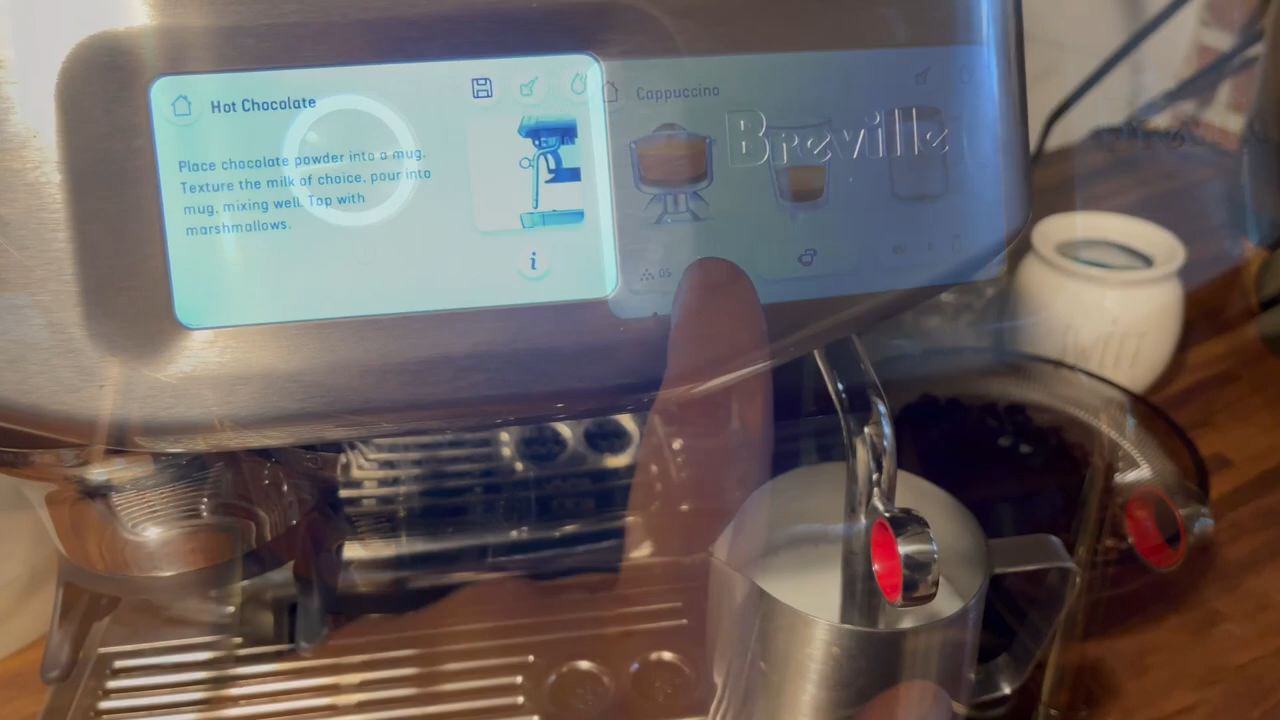 Hot Chocolate
Place chocolate powder into a mug.
Texture the milk of choice, pour into
mug, mixing well. Top with
marshmallows.
i
Cappuccino
Breville
05